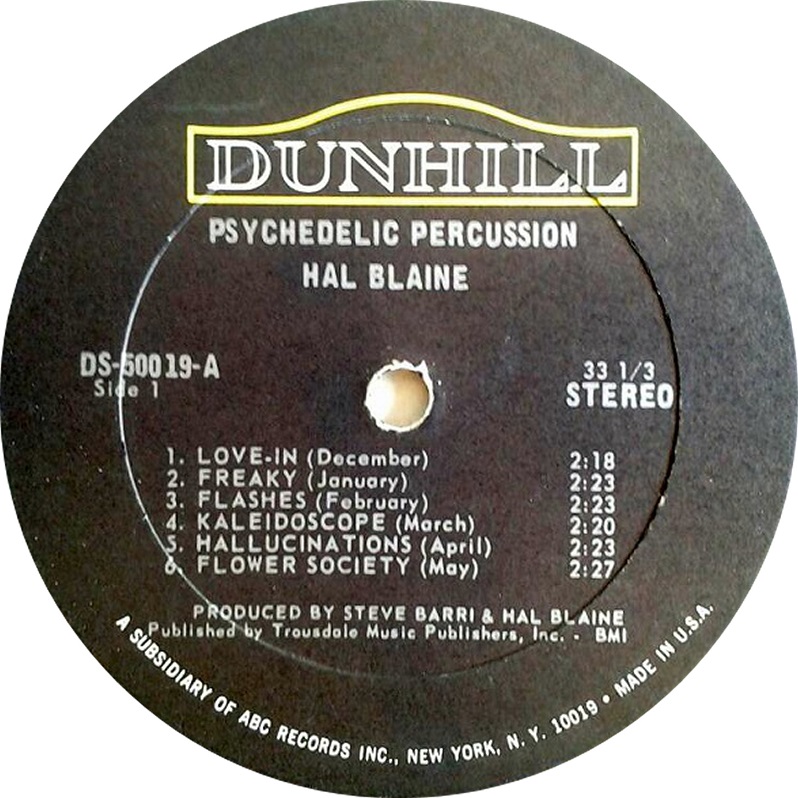 DUNHILL
PSYCHEDELIC PERCUSSION
HAL BLAINE
DS-50019-A
Side 1
33 1/3
STEREO
1. LOVE-IN (December) 2:18
2. FREAKY (January) 2:23
3. FLASHES (February) 2:23
4. KALEIDOSCOPE (March) 2:20
5. HALLUCINATIONS (April) 2:23
6. FLOWER SOCIETY (May) 2:27
PRODUCED BY STEVE BARRI & HAL BLAINE
Published by Trousdale Music Publishers, Inc. - BMI
A SUBSIDIARY OF ABC RECORDS INC., NEW YORK, N. Y. 10019 • MADE IN U.S.A.